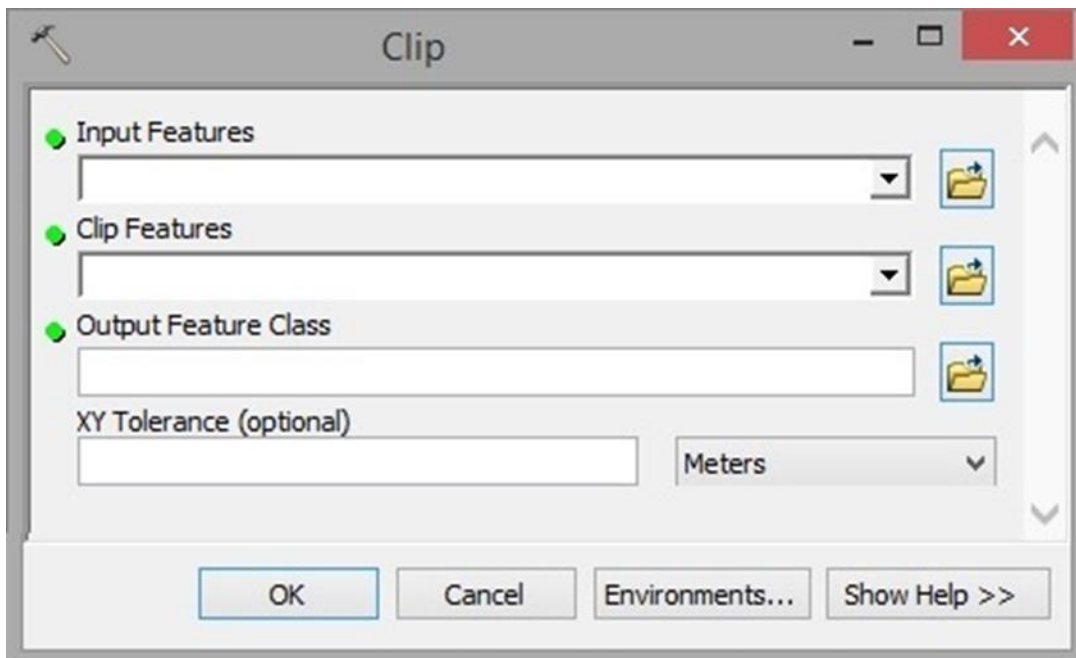 Clip
Input Features
Clip Features
Output Feature Class
XY Tolerance (optional)
Meters
OK Cancel Environments... Show Help >>